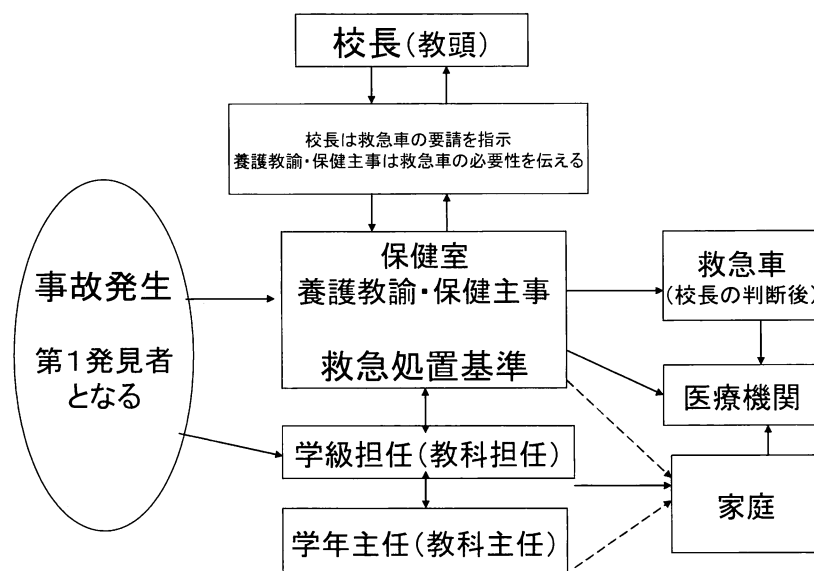 校長(教頭)
校長は救急車の要請を指示
養護教諭・保健主事は救急車の必要性を伝える
事故発生
第1発見者
となる
保健室
養護教諭・保健主事
救急処置基準
救急車
(校長の判断後)
医療機関
学級担任(教科担任)
家庭
学年主任(教科主任)